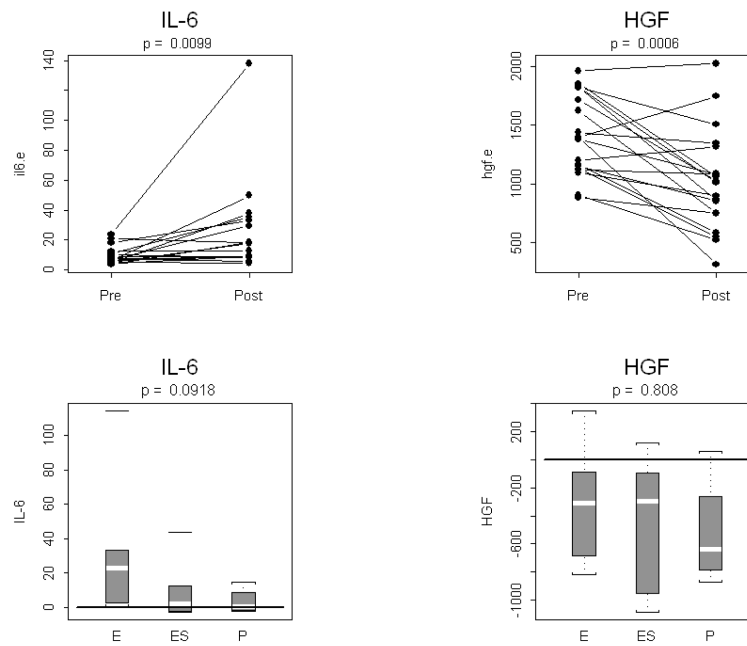 IL-6
p = 0.0099
il6.e
0 20 40 60 80 100 140
Pre Post
HGF
p = 0.0006
hgf.e
500 1000 1500 2000
Pre Post
IL-6
p = 0.0918
IL-6
0 20 40 60 80 100
E ES P
HGF
p = 0.808
HGF
-1000 -600 -200 200
E ES P